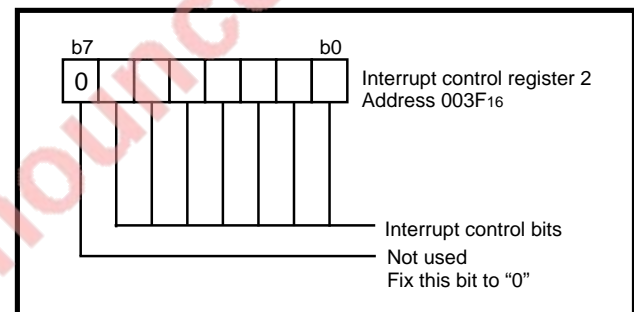 b7 b0
0
Interrupt control register 2
Address 003F16
Interrupt control bits
Not used
Fix this bit to “0”